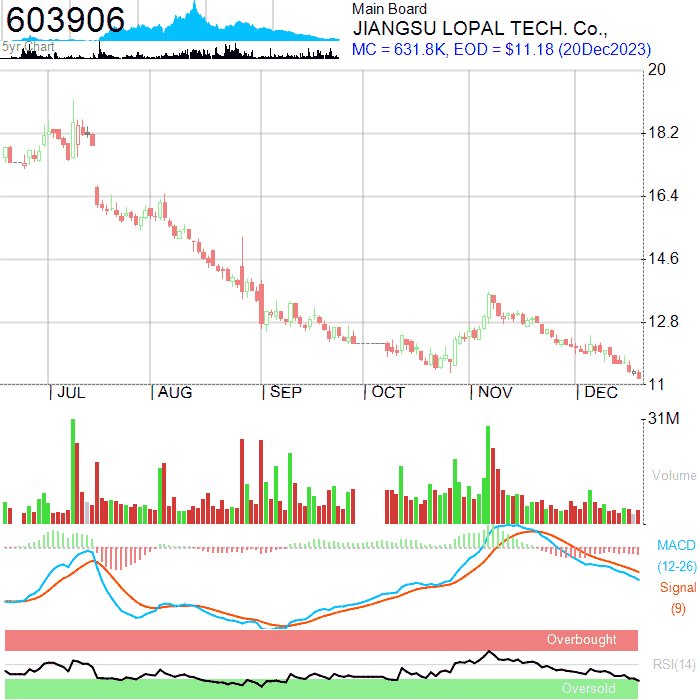 603906
5yr Chart
Main Board
JIANGSU LOPAL TECH. Co.,
MC = 631.8K, EOD = $11.18 (20Dec2023)
20
18.2
16.4
14.6
12.8
11
JUL
AUG
SEP
OCT
NOV
DEC
31M
Volume
MACD
(12-26)
Signal
(9)
Overbought
RSI(14)
Oversold